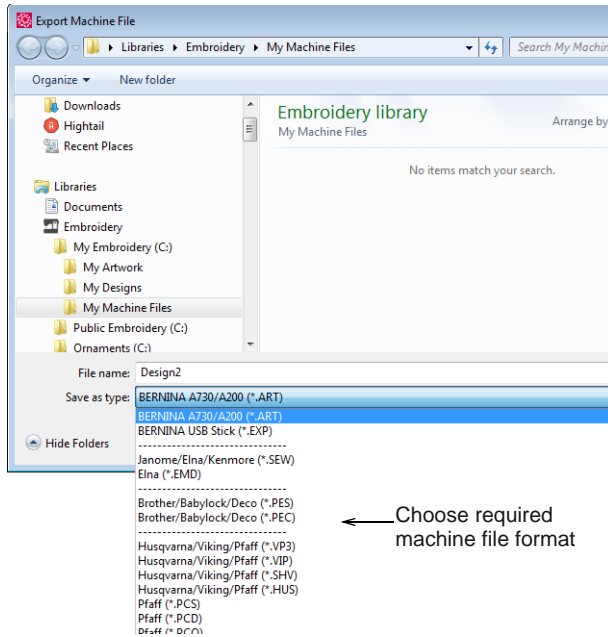 Export Machine File
Libraries Embroidery My Machine Files
Search My Machin
Organize New folder
Downloads
Hightail
Recent Places
Libraries
Documents
Embroidery
My Embroidery (C:)
My Artwork
My Designs
My Machine Files
Public Embroidery (C:)
Ornaments (C:)
Embroidery library
My Machine Files
Arrange by
No items match your search.
File name: Design2
Save as type: BERNINA A730/A200 (*.ART)
BERNINA A730/A200 (*.ART)
BERNINA USB Stick (*.EXP)
-------------------------------
Janome/Elna/Kenmore (*.SEW)
Elna (*.EMD)
-------------------------------
Brother/Babylock/Deco (*.PES)
Brother/Babylock/Deco (*.PEC)
-------------------------------
Husqvarna/Viking/Pfaff (*.VP3)
Husqvarna/Viking/Pfaff (*.VIP)
Husqvarna/Viking/Pfaff (*.SHV)
Husqvarna/Viking/Pfaff (*.HUS)
Pfaff (*.PCS)
Pfaff (*.PCD)
Pfaff (*.PCQ)
Hide Folders
Choose required
machine file format